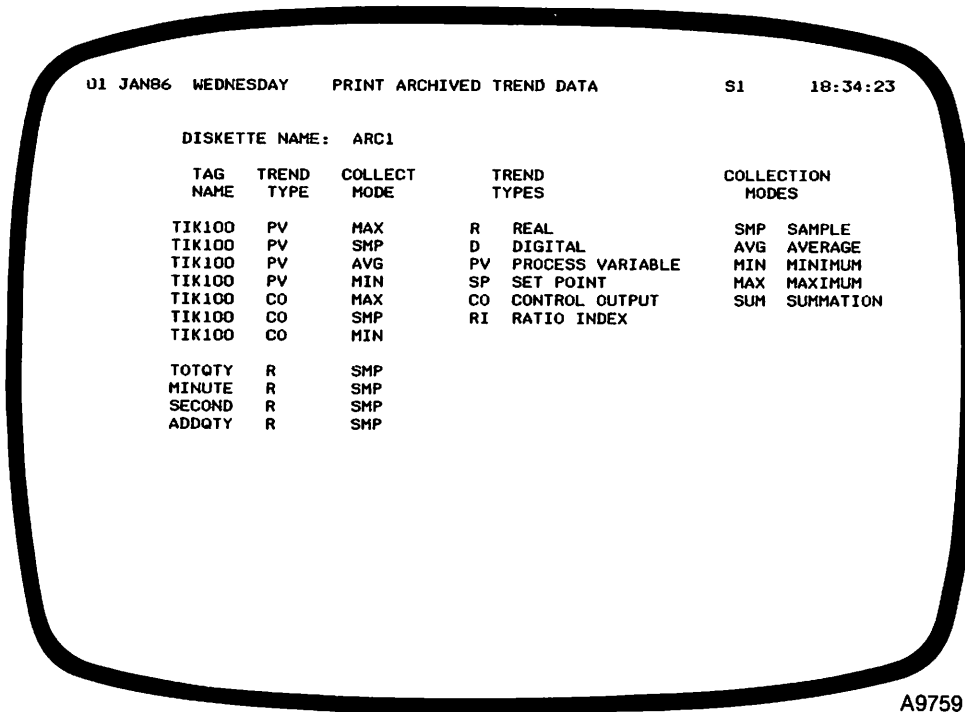 01 JAN86 WEDNESDAY PRINT ARCHIVED TREND DATA S1 18:34:23
DISKETTE NAME: ARC1
TAG TREND COLLECT TREND COLLECTION
NAME TYPE MODE TYPES MODES
TIK100 PV MAX R REAL SMP SAMPLE
TIK100 PV SMP D DIGITAL AVG AVERAGE
TIK100 PV AVG PV PROCESS VARIABLE MIN MINIMUM
TIK100 PV MIN SP SET POINT MAX MAXIMUM
TIK100 CO MAX CO CONTROL OUTPUT SUM SUMMATION
TIK100 CO SMP RI RATIO INDEX
TIK100 CO MIN
TOTQTY R SMP
MINUTE R SMP
SECOND R SMP
ADDQTY R SMP
A9759